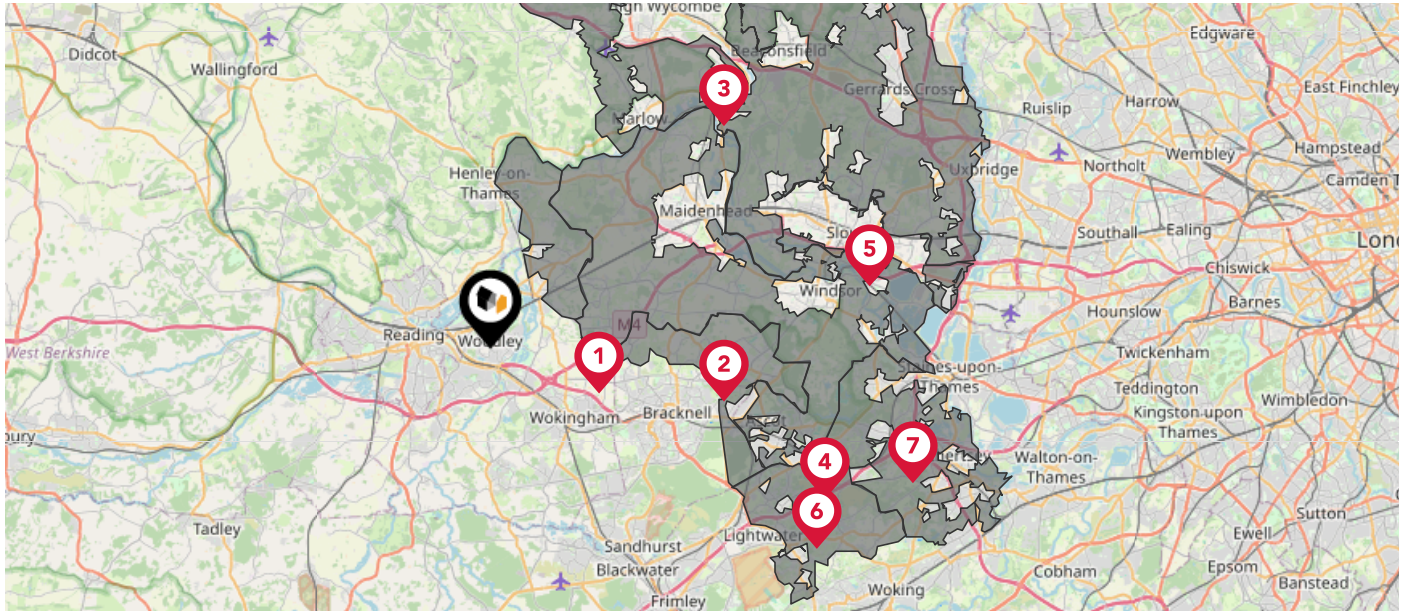 High Wycombe
Didcot
Wallingford
Beaconsfield
Edgware
East Finchley
Gerrards Cross
Ruislip
Harrow
3
Marlow
Hampstead
Wembley
Northolt
Uxbridge
Camden T
Henley-on-
Thames
Maidenhead
Southall
Ealing
Slou
Lond
5
Chiswick
Windsor
Barnes
Hounslow
M4
Reading
Woodley
West Berkshire
1
2
Twickenham
Staines-upon-
Thames
Teddington
Kingston upon
Thames
Wimbledon
Wokingham
Bracknell
bury
7
4
hertsey
Walton-on-
Thames
6
Sutton
Tadley
Lightwater
Ewell
Sandhurst
Blackwater
Epsom
Cobham
Woking
Banstead
Frimley